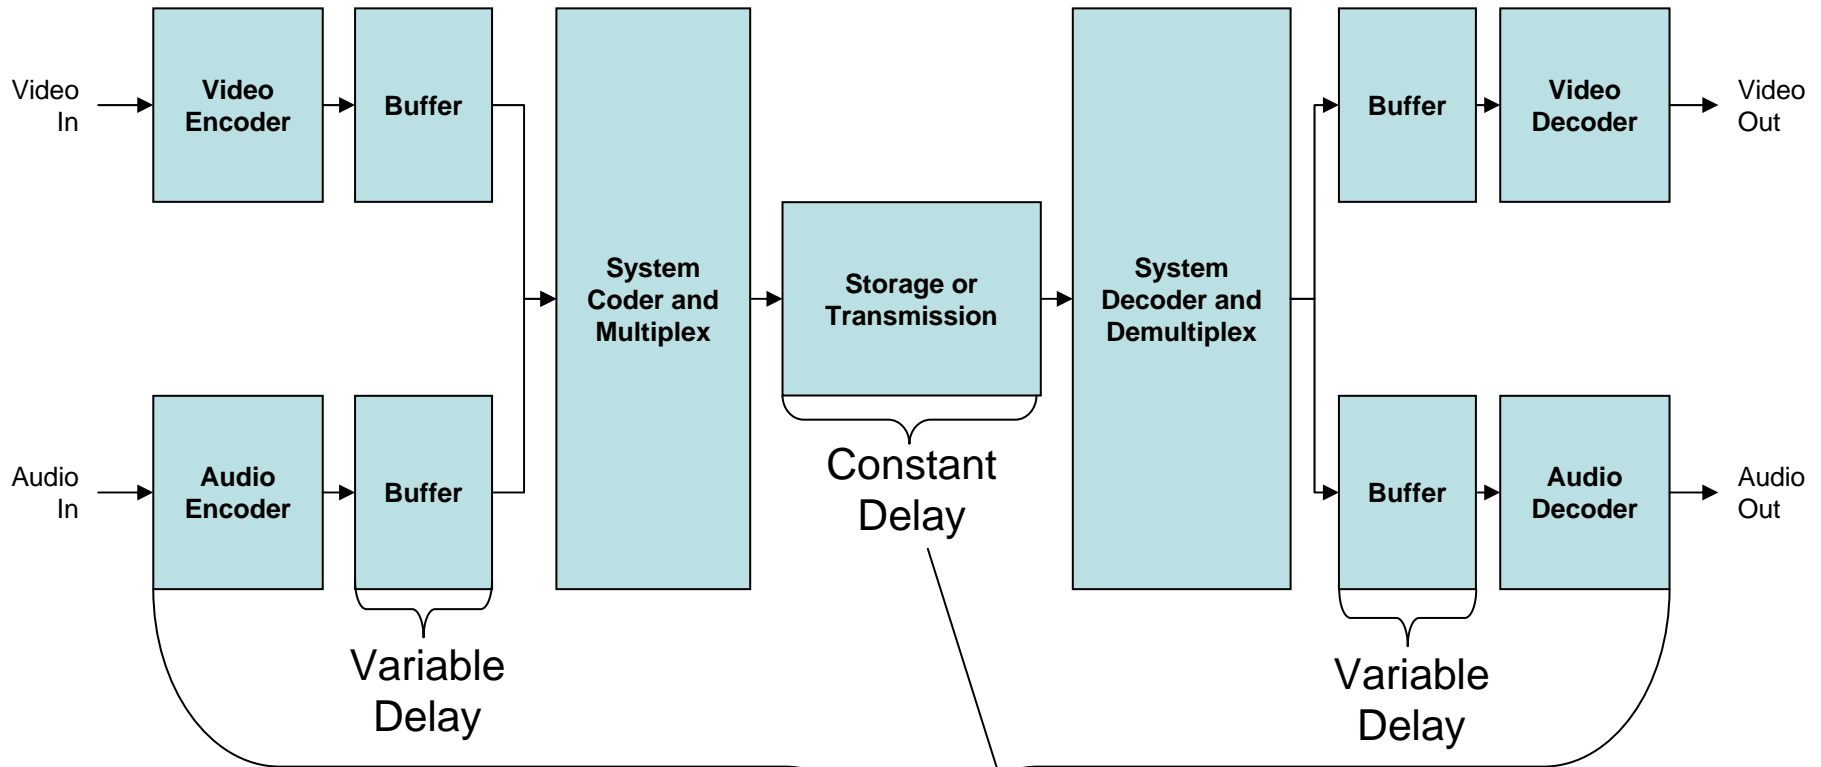 Video
In
Video
Encoder
Buffer
System
Coder and
Multiplex
Storage or
Transmission
System
Decoder and
Demultiplex
Buffer
Video
Decoder
Video
Out
Audio
In
Audio
Encoder
Buffer
Constant
Delay
Buffer
Audio
Decoder
Audio
Out
Variable
Delay
Variable
Delay